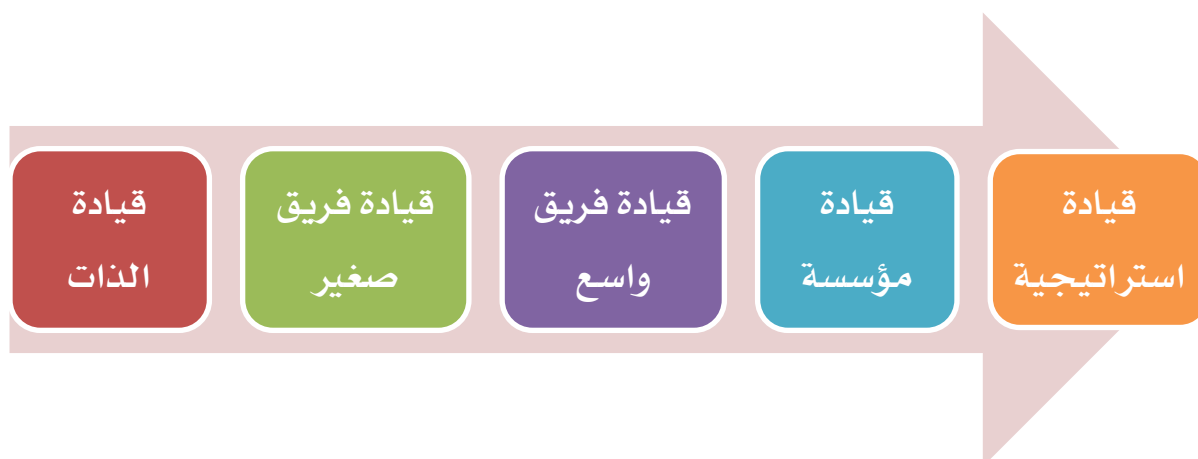 قيادة
الذات
قيادة فريق
صغير
قيادة فريق
واسع
قيادة
مؤسسة
قيادة
استراتيجية